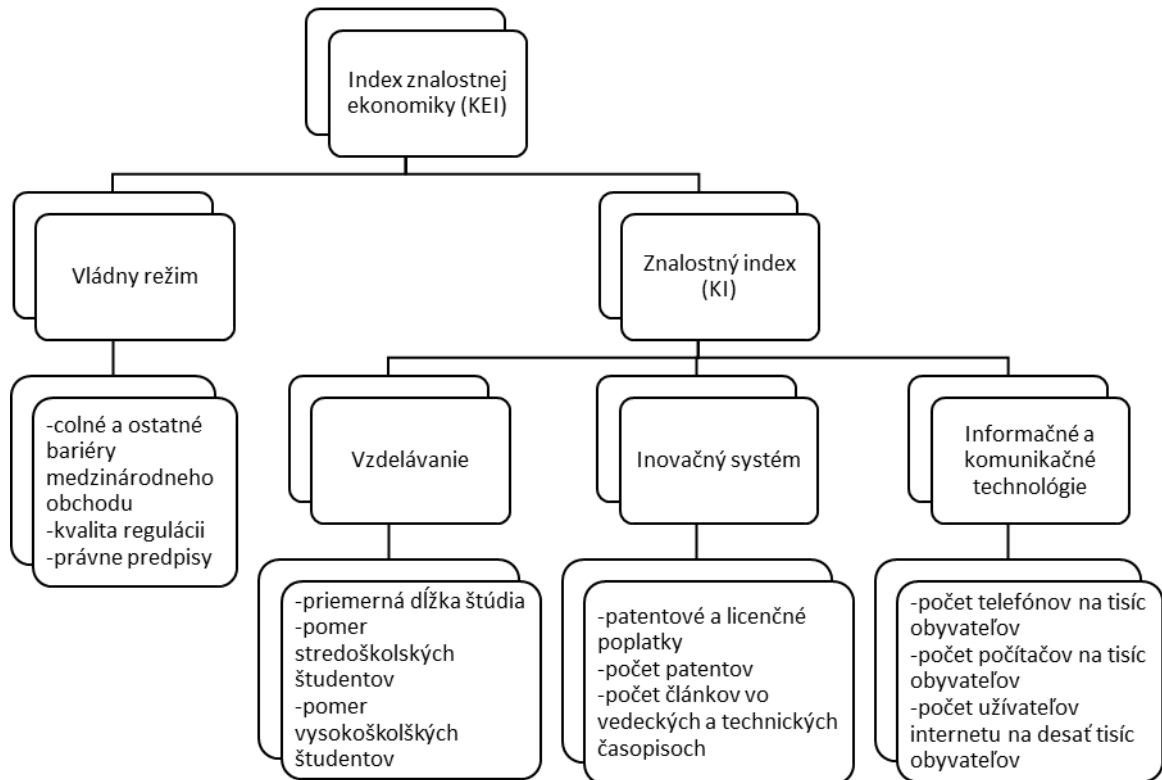 Index znalostnej
ekonomiky (KEI)
Vládny režim
Znalostný index
(KI)
-colné a ostatné
bariéry
medzinárodneho
obchodu
-kvalita regulácii
-právne predpisy
Vzdelávanie
Inovačný systém
Informačné a
komunikačné
technológie
-priemerná dĺžka štúdia
-pomer
stredoškolských
študentov
-pomer
vysokoškolškých
študentov
-patentové a licenčné
poplatky
-počet patentov
-počet článkov vo
vedeckých a technických
časopisoch
-počet telefónov na tisíc
obyvateľov
-počet počítačov na tisíc
obyvateľov
-počet užívateľov
internetu na desať tisíc
obyvateľov